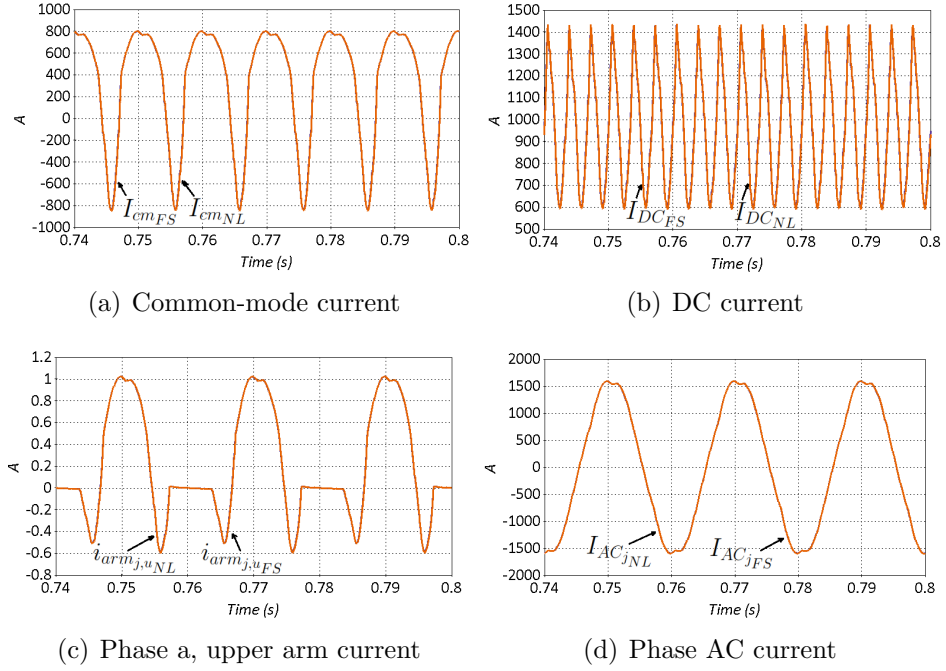 800
600
400
200
0
-200
-400
-600
-800
-1000
A
I_{cm_{FS}}
I_{cm_{NL}}
0.74 0.75 0.76 0.77 0.78 0.79 0.8
Time (s)
(a) Common-mode current
1500
1400
1300
1200
1100
1000
900
800
700
600
500
A
I_{DC_{FS}}
I_{DC_{NL}}
0.74 0.75 0.76 0.77 0.78 0.79 0.8
Time (s)
(b) DC current
1.2
1
0.8
0.6
0.4
0.2
0
-0.2
-0.4
-0.6
-0.8
A
i_{arm_{j,u_{NL}}}
i_{arm_{j,u_{FS}}}
0.74 0.75 0.76 0.77 0.78 0.79 0.8
Time (s)
(c) Phase a, upper arm current
2000
1500
1000
500
0
-500
-1000
-1500
-2000
A
I_{AC_{j_{NL}}}
I_{AC_{j_{FS}}}
0.74 0.75 0.76 0.77 0.78 0.79 0.8
Time (s)
(d) Phase AC current